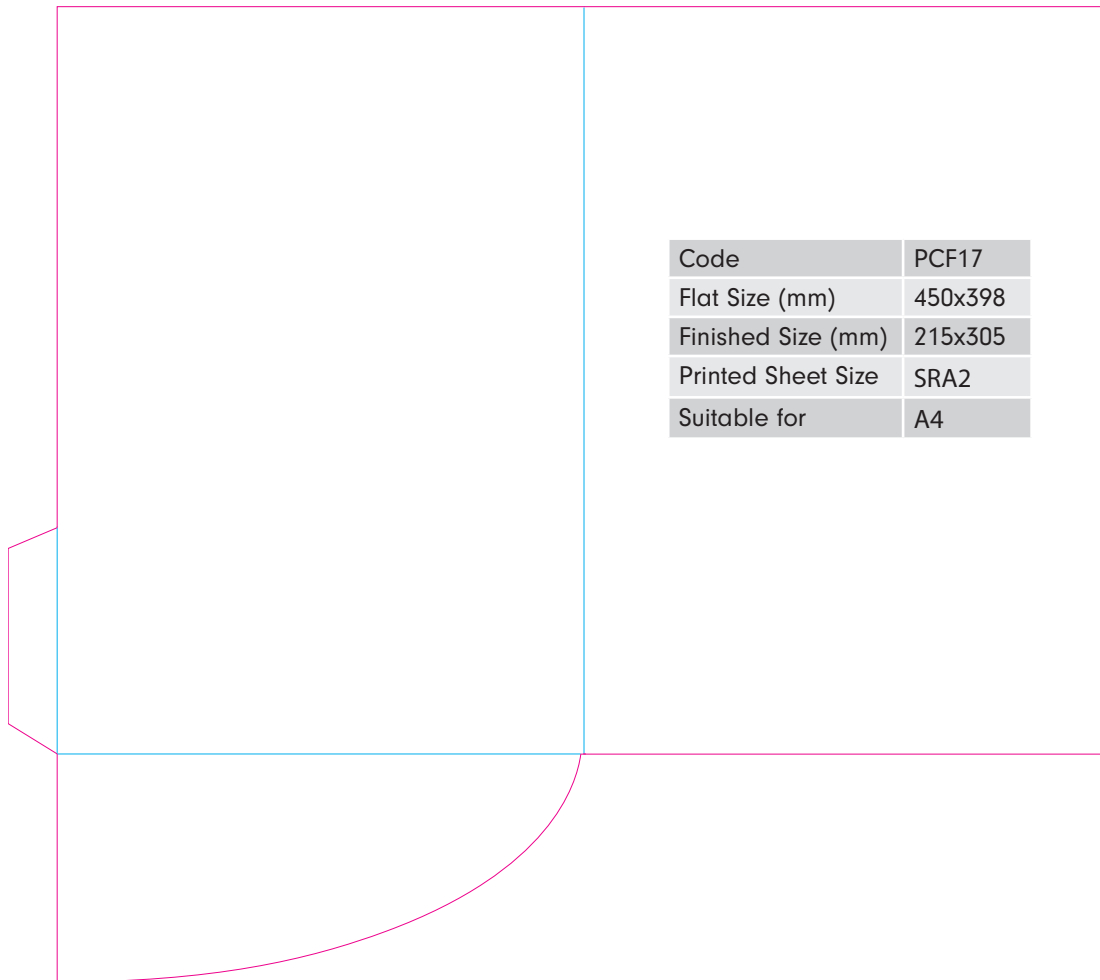 Code PCF17
Flat Size (mm) 450x398
Finished Size (mm) 215x305
Printed Sheet Size SRA2
Suitable for A4